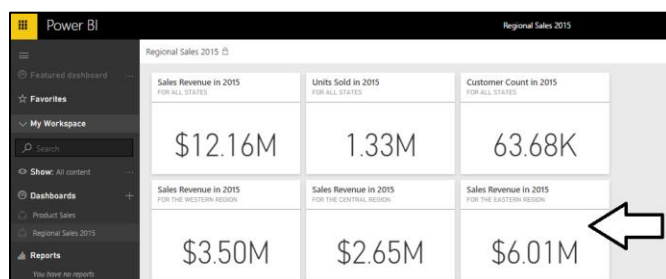 Power BI
Regional Sales 2015
Regional Sales 2015
Featured dashboard
Favorites
My Workspace
Search
Show: All content
Dashboards
Product Sales
Regional Sales 2015
Reports
You have no reports
Sales Revenue in 2015
FOR ALL STATES
$12.16M
Units Sold in 2015
FOR ALL STATES
1.33M
Customer Count in 2015
FOR ALL STATES
63.68K
Sales Revenue in 2015
FOR THE WESTERN REGION
$3.50M
Sales Revenue in 2015
FOR THE CENTRAL REGION
$2.65M
Sales Revenue in 2015
FOR THE EASTERN REGION
$6.01M